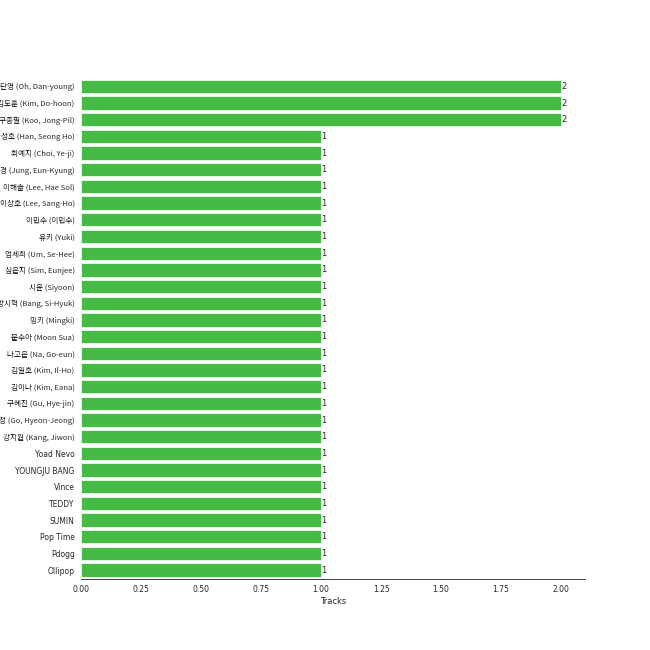 단영 (Oh, Dan-young) 2
김도훈 (Kim, Do-hoon) 2
구종필 (Koo, Jong-Pil) 2
성호 (Han, Seong Ho) 1
최예지 (Choi, Ye-ji) 1
경 (Jung, Eun-Kyung) 1
이해솔 (Lee, Hae Sol) 1
이상호 (Lee, Sang-Ho) 1
이민수 (이민수) 1
유키 (Yuki) 1
엄세희 (Um, Se-Hee) 1
심은지 (Sim, Eunjee) 1
시윤 (Siyoon) 1
방시혁 (Bang, Si-Hyuk) 1
밍키 (Mingki) 1
문수아 (Moon Sua) 1
나고은 (Na, Go-eun) 1
김일호 (Kim, Il-Ho) 1
김이나 (Kim, Eana) 1
구혜진 (Gu, Hye-jin) 1
정 (Go, Hyeon-Jeong) 1
강지원 (Kang, Jiwon) 1
Yoad Nevo 1
YOUNGJU BANG 1
Vince 1
TEDDY 1
SUMIN 1
Pop Time 1
Pdogg 1
Ollipop 1
0.00 0.25 0.50 0.75 1.00 1.25 1.50 1.75 2.00
Tracks